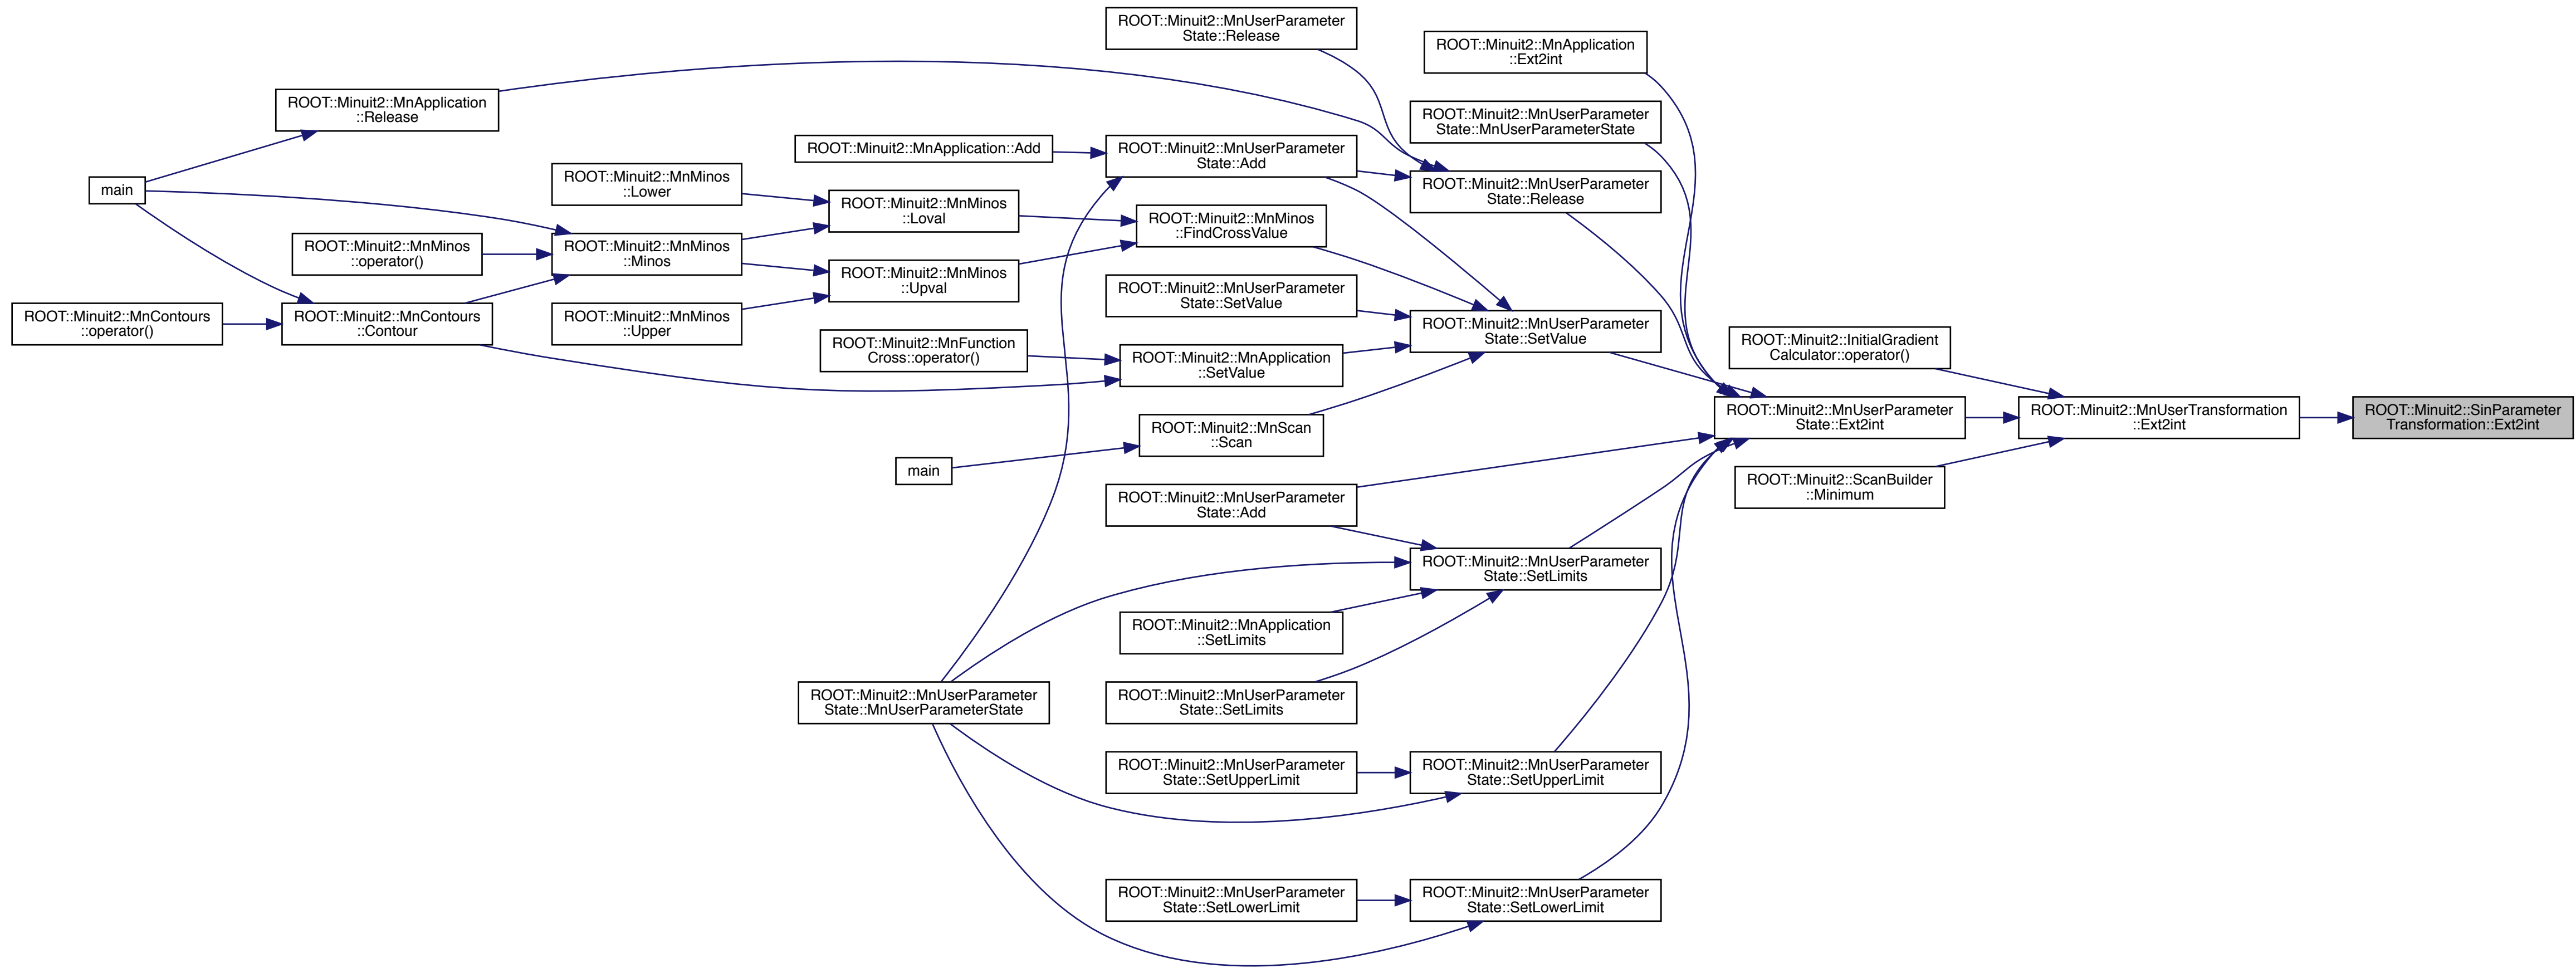 ROOT::Minuit2::MnUserParameter
State::Release
ROOT::Minuit2::MnApplication
::Ext2int
ROOT::Minuit2::MnApplication
::Release
ROOT::Minuit2::MnUserParameter
State::MnUserParameterState
ROOT::Minuit2::MnApplication::Add
ROOT::Minuit2::MnUserParameter
State::Add
main
ROOT::Minuit2::MnMinos
::Lower
ROOT::Minuit2::MnUserParameter
State::Release
ROOT::Minuit2::MnMinos
::Loval
ROOT::Minuit2::MnMinos
::FindCrossValue
ROOT::Minuit2::MnMinos
::operator()
ROOT::Minuit2::MnMinos
::Minos
ROOT::Minuit2::MnMinos
::Upval
ROOT::Minuit2::MnUserParameter
State::SetValue
ROOT::Minuit2::MnContours
::operator()
ROOT::Minuit2::MnContours
::Contour
ROOT::Minuit2::MnMinos
::Upper
ROOT::Minuit2::MnUserParameter
State::SetValue
ROOT::Minuit2::MnFunction
Cross::operator()
ROOT::Minuit2::MnApplication
::SetValue
ROOT::Minuit2::InitialGradient
Calculator::operator()
ROOT::Minuit2::MnScan
::Scan
ROOT::Minuit2::MnUserParameter
State::Ext2int
ROOT::Minuit2::MnUserTransformation
::Ext2int
ROOT::Minuit2::SinParameter
Transformation::Ext2int
main
ROOT::Minuit2::ScanBuilder
::Minimum
ROOT::Minuit2::MnUserParameter
State::Add
ROOT::Minuit2::MnUserParameter
State::SetLimits
ROOT::Minuit2::MnApplication
::SetLimits
ROOT::Minuit2::MnUserParameter
State::MnUserParameterState
ROOT::Minuit2::MnUserParameter
State::SetLimits
ROOT::Minuit2::MnUserParameter
State::SetUpperLimit
ROOT::Minuit2::MnUserParameter
State::SetUpperLimit
ROOT::Minuit2::MnUserParameter
State::SetLowerLimit
ROOT::Minuit2::MnUserParameter
State::SetLowerLimit